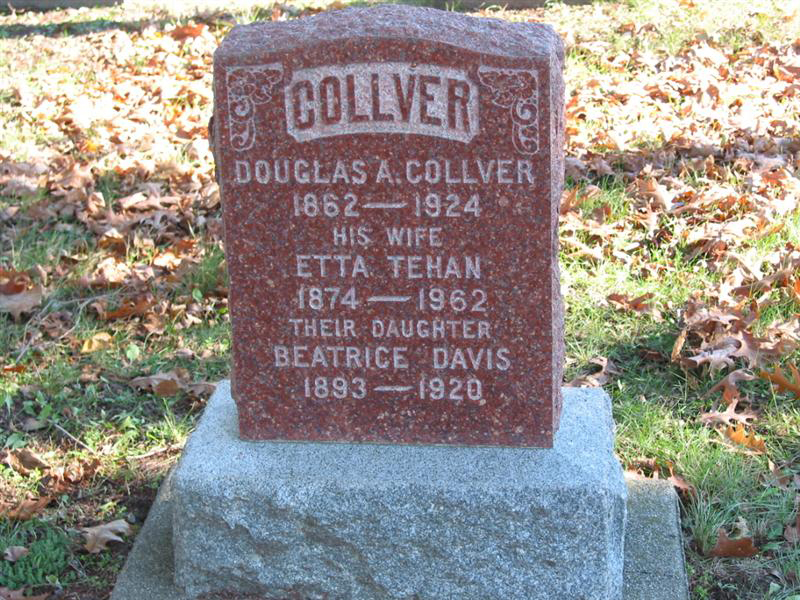 COLLVER
DOUGLAS A. COLLVER
1862 — 1924
HIS WIFE
ETTA TEHAN
1874 — 1962
THEIR DAUGHTER
BEATRICE DAVIS
1893 — 1920